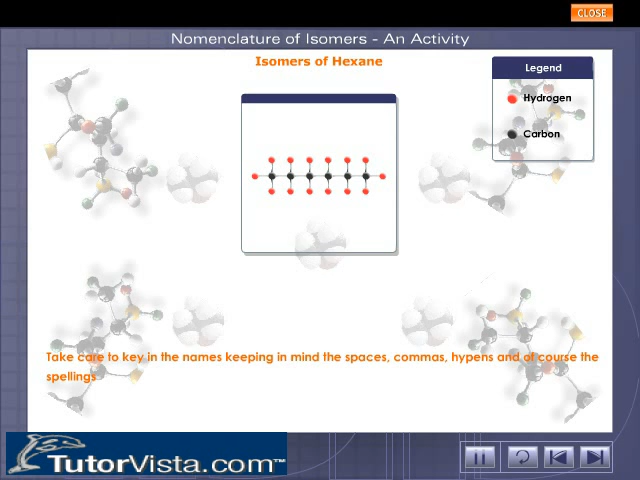 CLOSE
Nomenclature of Isomers - An Activity
Isomers of Hexane
Legend
Hydrogen
Carbon
Take care to key in the names keeping in mind the spaces, commas, hypens and of course the
spellings
TutorVista.com™